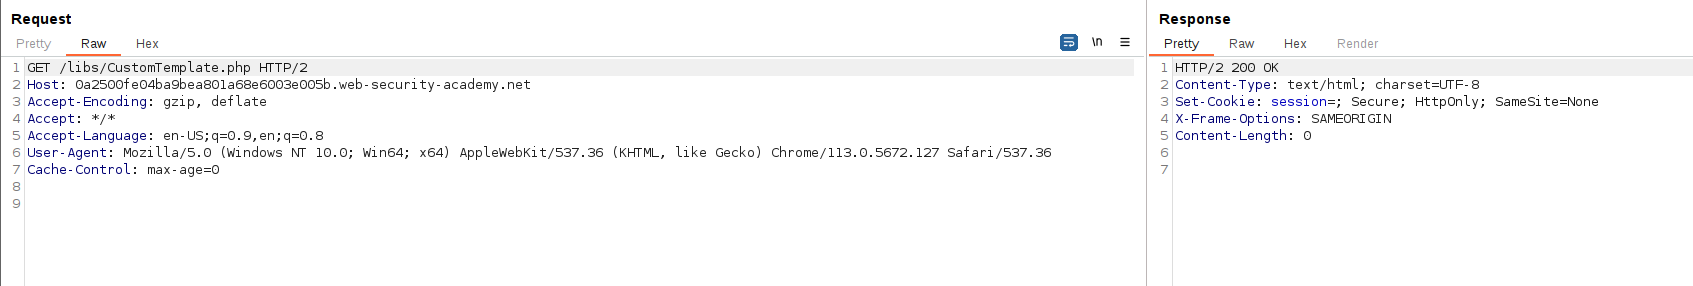 Request
Pretty Raw Hex
\n
1 GET /libs/CustomTemplate.php HTTP/2
2 Host: 0a2500fe04ba9bea801a68e6003e005b.web-security-academy.net
3 Accept-Encoding: gzip, deflate
4 Accept: */*
5 Accept-Language: en-US;q=0.9,en;q=0.8
6 User-Agent: Mozilla/5.0 (Windows NT 10.0; Win64; x64) AppleWebKit/537.36 (KHTML, like Gecko) Chrome/113.0.5672.127 Safari/537.36
7 Cache-Control: max-age=0
8
9
Response
Pretty Raw Hex Render
1 HTTP/2 200 OK
2 Content-Type: text/html; charset=UTF-8
3 Set-Cookie: session=; Secure; HttpOnly; SameSite=None
4 X-Frame-Options: SAMEORIGIN
5 Content-Length: 0
6
7